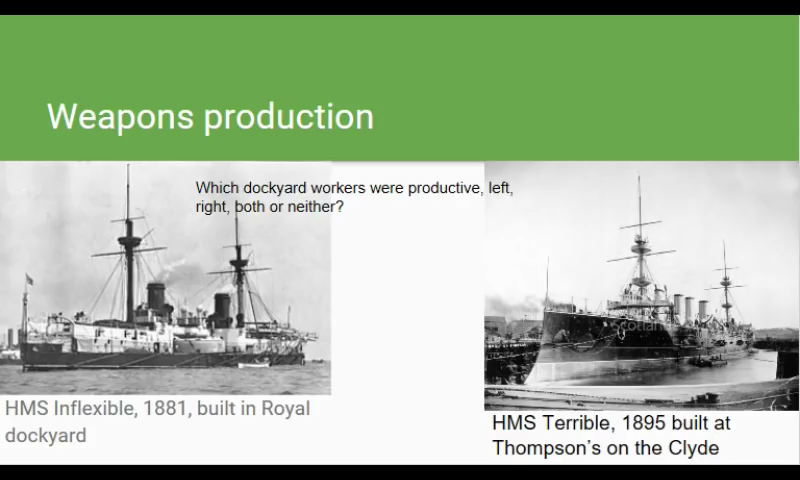 Weapons production
Which dockyard workers were productive, left,
right, both or neither?
HMS Inflexible, 1881, built in Royal
dockyard
HMS Terrible, 1895 built at
Thompson's on the Clyde